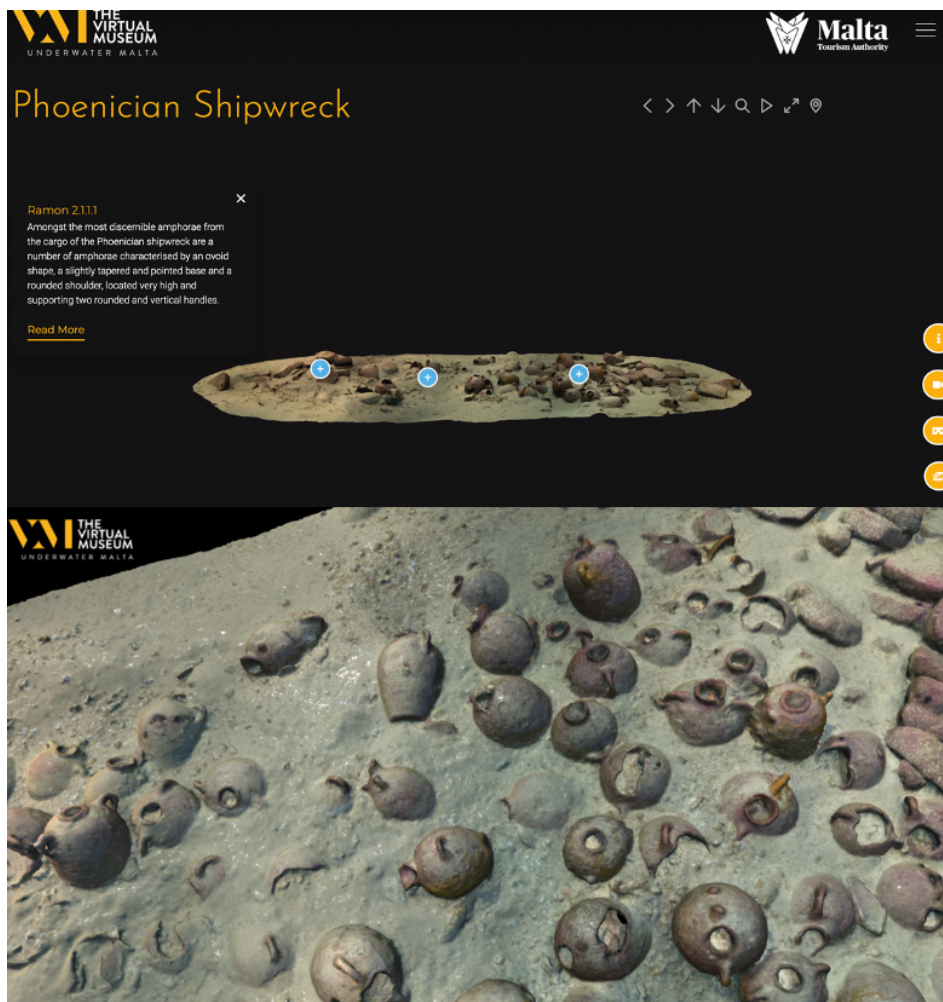 THE
VIRTUAL
MUSEUM
UNDERWATER MALTA
Malta
Tourism Authority
Phoenician Shipwreck
Ramon 2.1.1.1
Amongst the most discernible amphorae from
the cargo of the Phoenician shipwreck are a
number of amphorae characterised by an ovoid
shape, a slightly tapered and pointed base and a
rounded shoulder, located very high and
supporting two rounded and vertical handles.
Read More
THE
VIRTUAL
MUSEUM
UNDERWATER MALTA